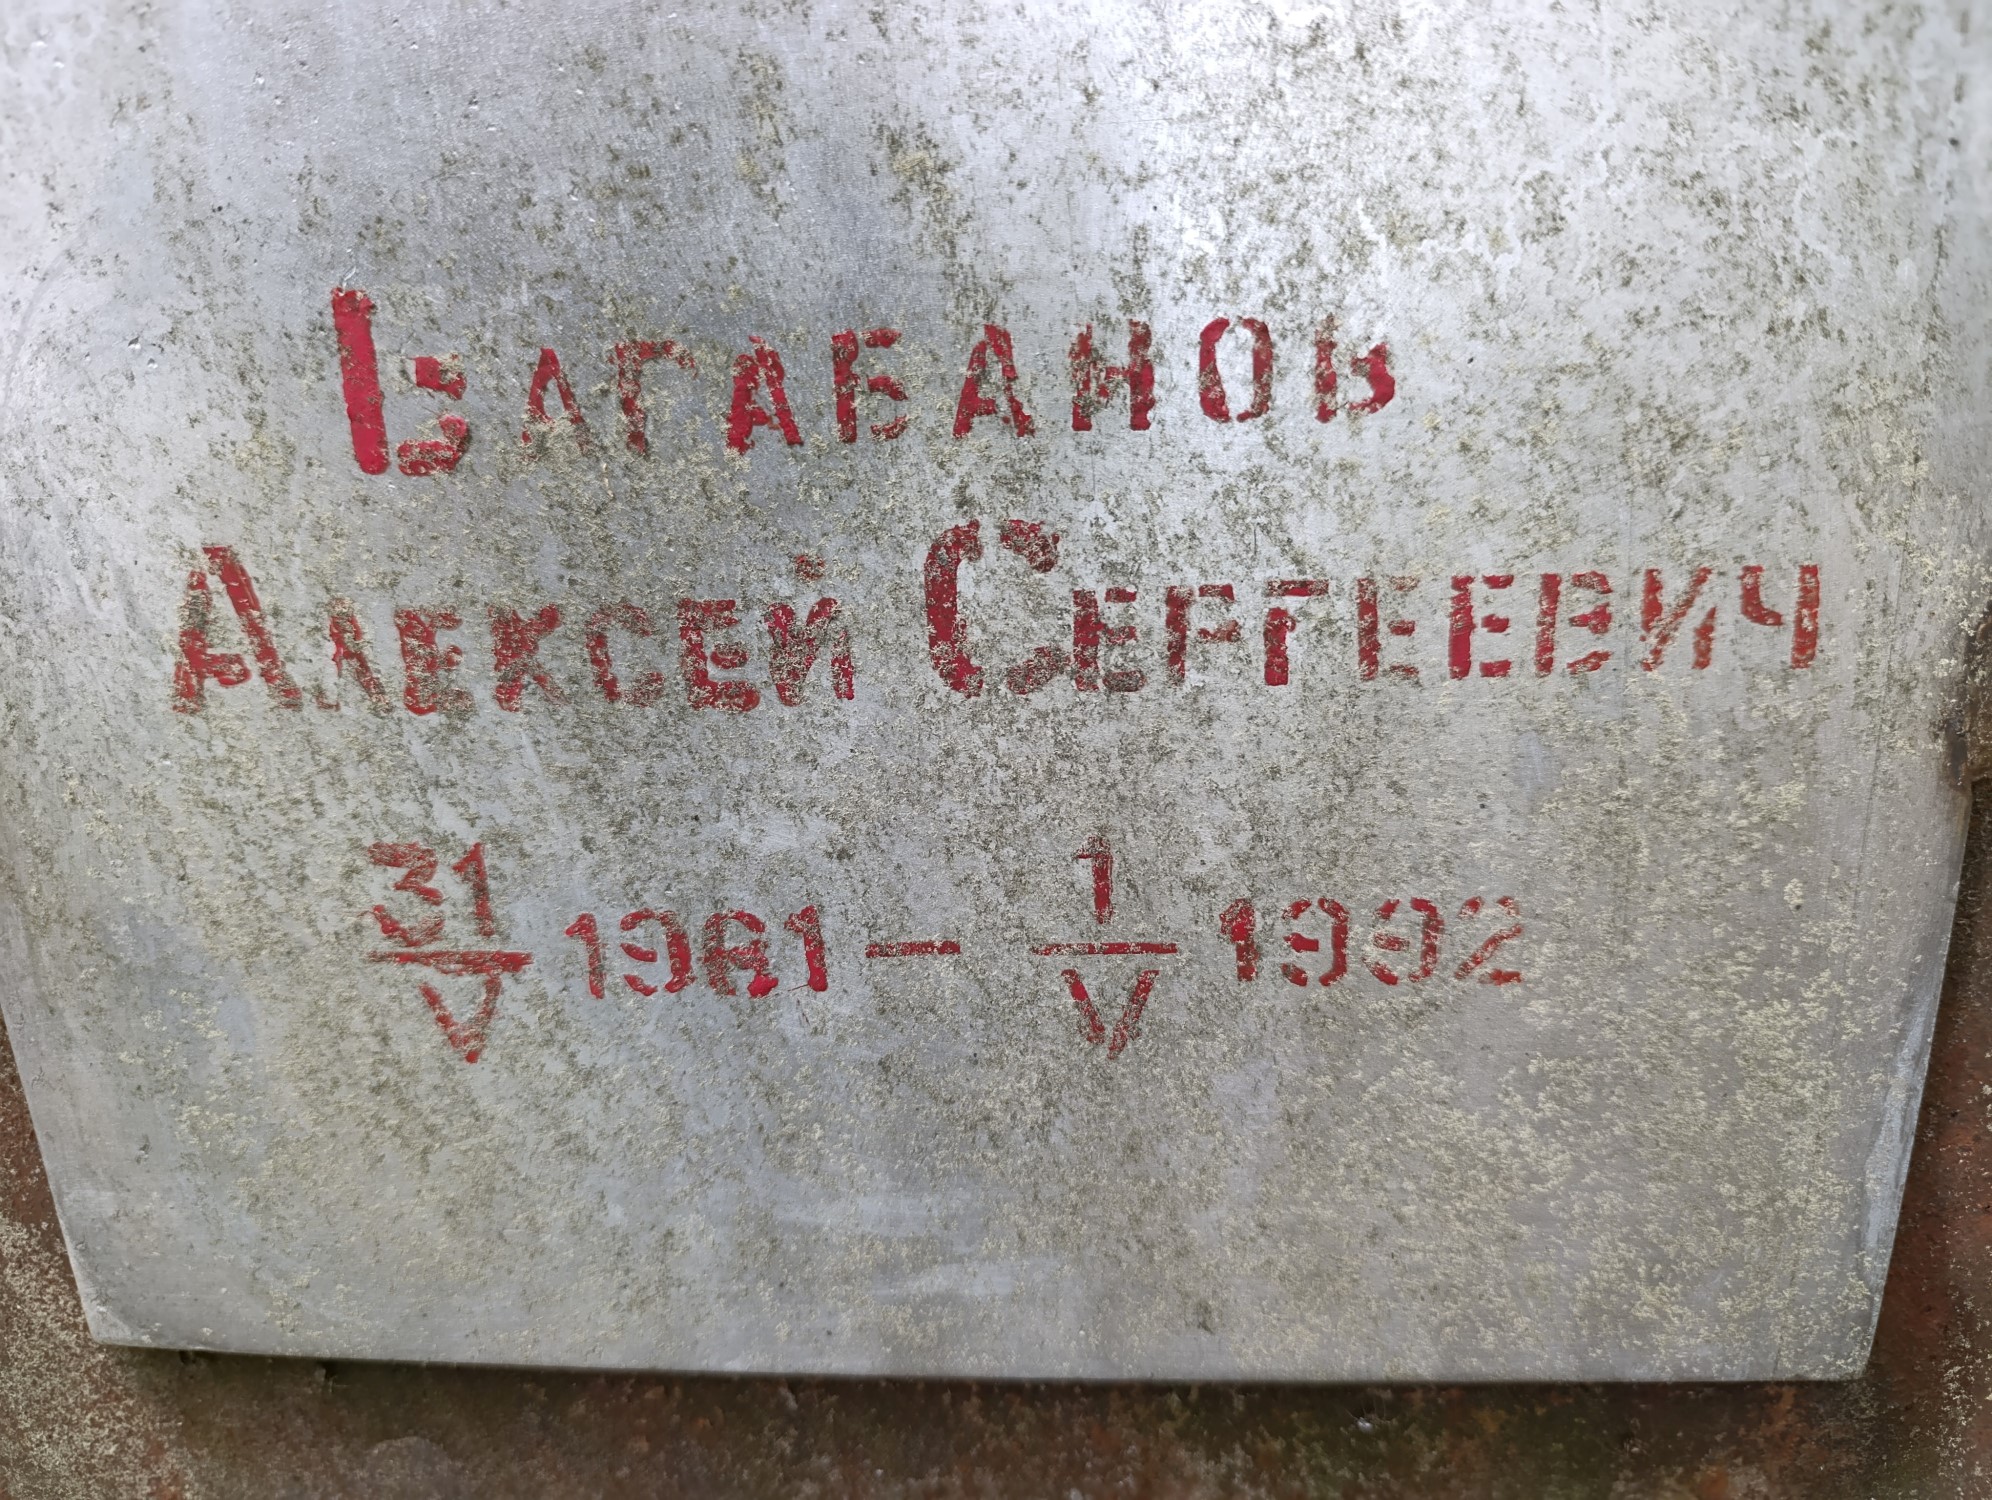 БАРАБАНОВ
АЛЕКСЕЙ СЕРГЕЕВИЧ
31/V 1961 — 1/V 1992